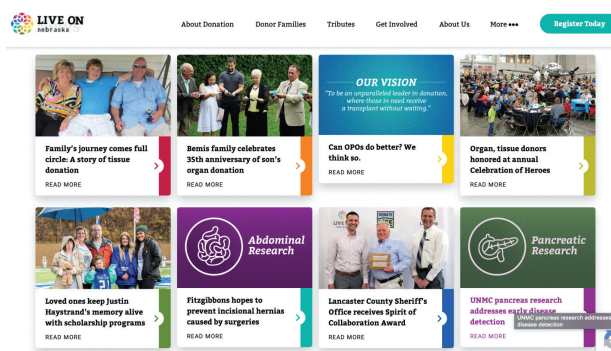 LIVE ON
nebraska
About Donation
Donor Families
Tributes
Get Involved
About Us
More •••
Register Today
Family's journey comes full
circle: A story of tissue
donation
READ MORE
Bemis family celebrates
35th anniversary of son's
organ donation
READ MORE
OUR VISION
"To be an unparalleled leader in donation,
where those in need receive
a transplant without waiting."
Can OPOs do better? We
think so.
READ MORE
Organ, tissue donors
honored at annual
Celebration of Heroes
READ MORE
Loved ones keep Justin
Haystrand's memory alive
with scholarship programs
READ MORE
Abdominal
Research
Fitzgibbons hopes to
prevent incisional hernias
caused by surgeries
READ MORE
LIVE
Lancaster County Sheriff's
Office receives Spirit of
Collaboration Award
READ MORE
Pancreatic
Research
UNMC pancreas research
addresses early disease
detection
READ MORE
UNMC pancreas research addresses
disease detection